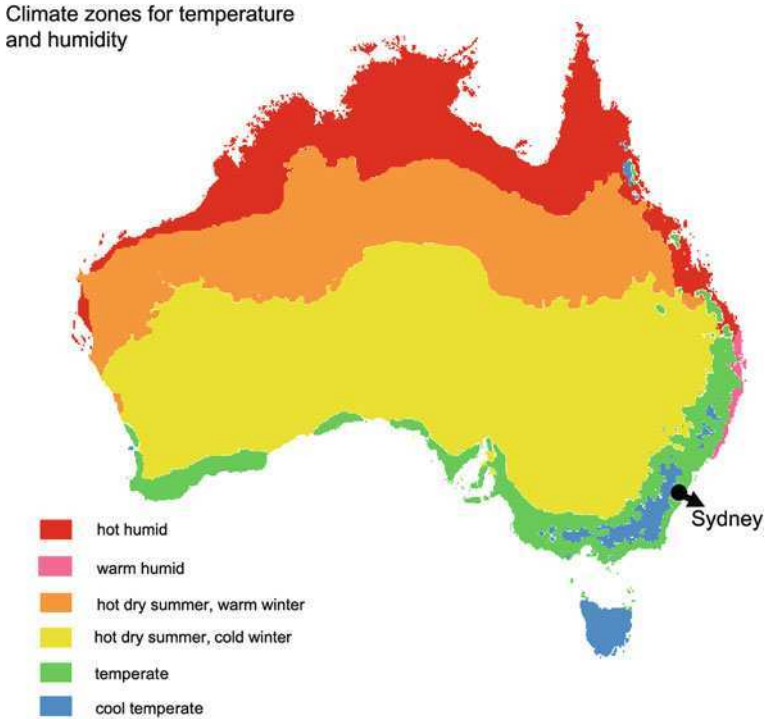 Climate zones for temperature
and humidity
Sydney
hot humid
warm humid
hot dry summer, warm winter
hot dry summer, cold winter
temperate
cool temperate